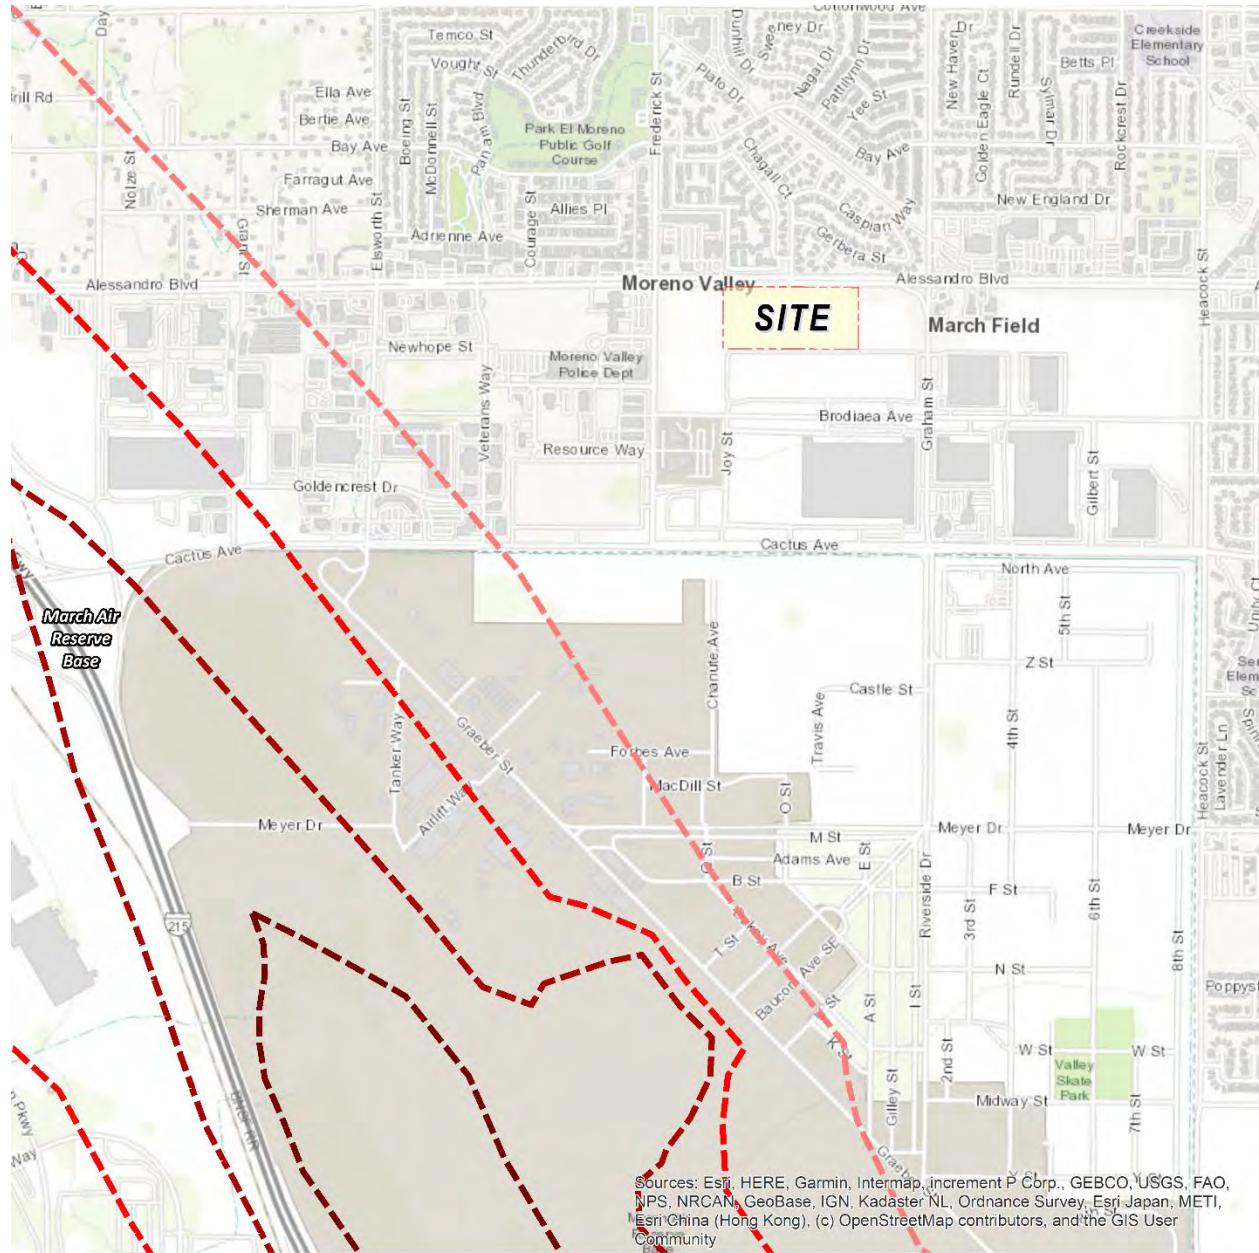 Cottonwood Ave
Day
Temco St
Vought St
Thunderbird Dr
Dunhill Dr
Sweeney Dr
Nagal Dr
Pattilynn Dr
Yee St
Plato Dr
New Haven Dr
Golden Eagle Ct
Rundell Dr
Sylmar Dr
Betts Pl
Rockcrest Dr
Creekside
Elementary
School
Ella Ave
Bertie Ave
Bay Ave
Boeing St
McDonnell St
Pan am Blvd
Park El Moreno
Public Golf
Course
Frederick St
Bay Ave
Nolze St
Farragut Ave
Sherman Ave
Grant St
Elsworth St
Adrienne Ave
Courage St
Allies Pl
Chagall Ct
Caspian Way
Gerbera St
New England Dr
Heacock St
Alessandro Blvd
Moreno Valley
Alessandro Blvd
SITE
March Field
Newhope St
Veterans Way
Moreno Valley
Police Dept
Graham St
Brodiaea Ave
Resource Way
Joy St
Gilbert St
Goldencrest Dr
Cactus Ave
Cactus Ave
North Ave
5th St
March Air
Reserve
Base
Chanute Ave
Z St
Castle St
Travis Ave
4th St
Tanker Way
Graeber St
Forbes Ave
MacDill St
O St
Airlift Way
Lavender Ln
Heacock St
Meyer Dr
M St
Meyer Dr
Meyer Dr
Adams Ave
E St
B St
Riverside Dr
F St
3rd St
6th St
8th St
215
T St
N St
A St
I St
K St
Poppyst
2nd St
W St
W St
Valley
Skate
Park
Gilley St
Midway St
7th St
BNSF RR
Pkwy
Way
Sources: Esri, HERE, Garmin, Intermap, increment P Corp., GEBCO, USGS, FAO,
NPS, NRCAN, GeoBase, IGN, Kadaster NL, Ordnance Survey, Esri Japan, METI,
Esri China (Hong Kong), (c) OpenStreetMap contributors, and the GIS User
Community